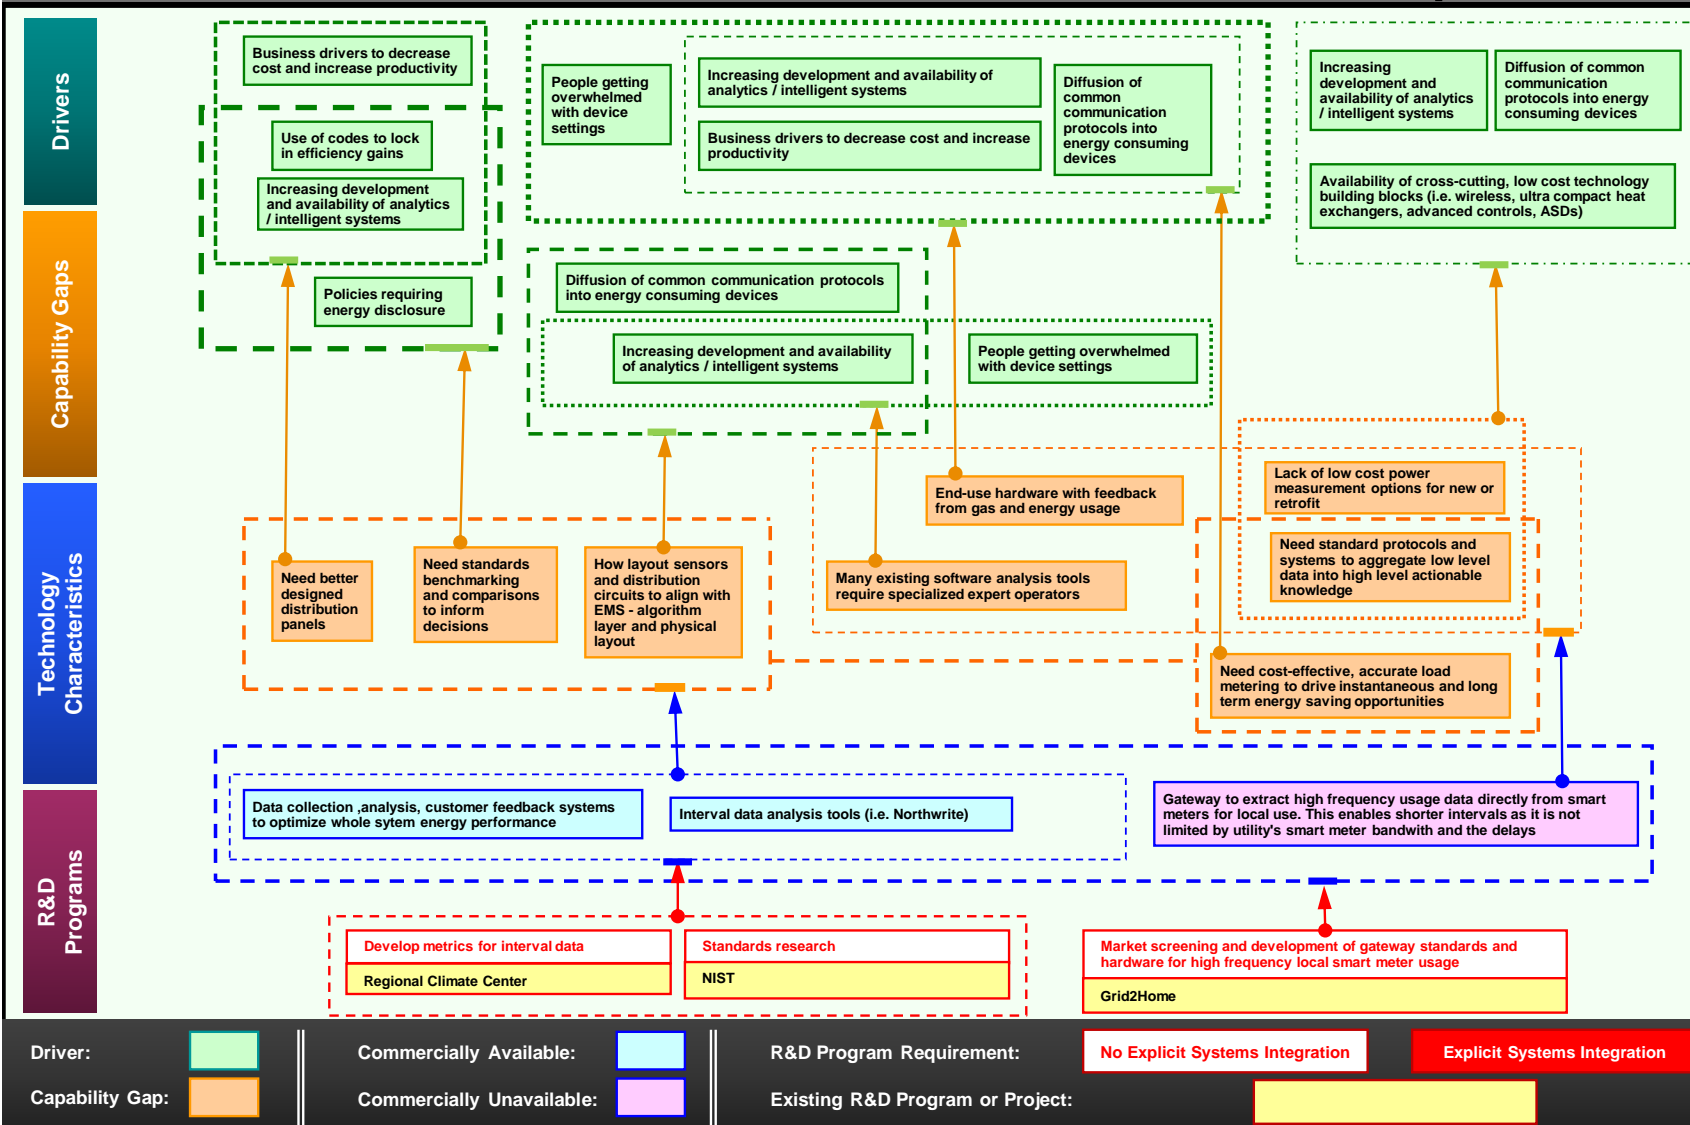 Drivers
Business drivers to decrease
cost and increase productivity
Use of codes to lock
in efficiency gains
Increasing development
and availability of analytics
/ intelligent systems
Policies requiring
energy disclosure
People getting
overwhelmed
with device
settings
Increasing development and availability of
analytics / intelligent systems
Business drivers to decrease cost and increase
productivity
Diffusion of
common
communication
protocols into
energy consuming
devices
Increasing
development and
availability of analytics
/ intelligent systems
Diffusion of common
communication
protocols into energy
consuming devices
Availability of cross-cutting, low cost technology
building blocks (i.e. wireless, ultra compact heat
exchangers, advanced controls, ASDs)
Capability Gaps
Diffusion of common communication protocols
into energy consuming devices
Increasing development and availability
of analytics / intelligent systems
People getting overwhelmed
with device settings
End-use hardware with feedback
from gas and energy usage
Lack of low cost power
measurement options for new or
retrofit
Technology
Characteristics
Need better
designed
distribution
panels
Need standards
benchmarking
and comparisons
to inform
decisions
How layout sensors
and distribution
circuits to align with
EMS - algorithm
layer and physical
layout
Many existing software analysis tools
require specialized expert operators
Need standard protocols and
systems to aggregate low level
data into high level actionable
knowledge
Need cost-effective, accurate load
metering to drive instantaneous and long
term energy saving opportunities
R&D
Programs
Data collection ,analysis, customer feedback systems
to optimize whole sytem energy performance
Interval data analysis tools (i.e. Northwrite)
Gateway to extract high frequency usage data directly from smart
meters for local use. This enables shorter intervals as it is not
limited by utility's smart meter bandwith and the delays
Develop metrics for interval data
Regional Climate Center
Standards research
NIST
Market screening and development of gateway standards and
hardware for high frequency local smart meter usage
Grid2Home
Driver:
Capability Gap:
Commercially Available:
Commercially Unavailable:
R&D Program Requirement:
No Explicit Systems Integration
Explicit Systems Integration
Existing R&D Program or Project: